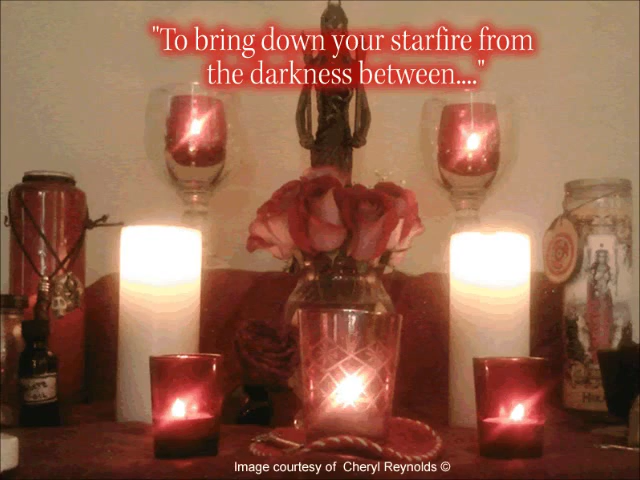 "To bring down your starfire from
the darkness between...."
Image courtesy of  Cheryl Reynolds ©